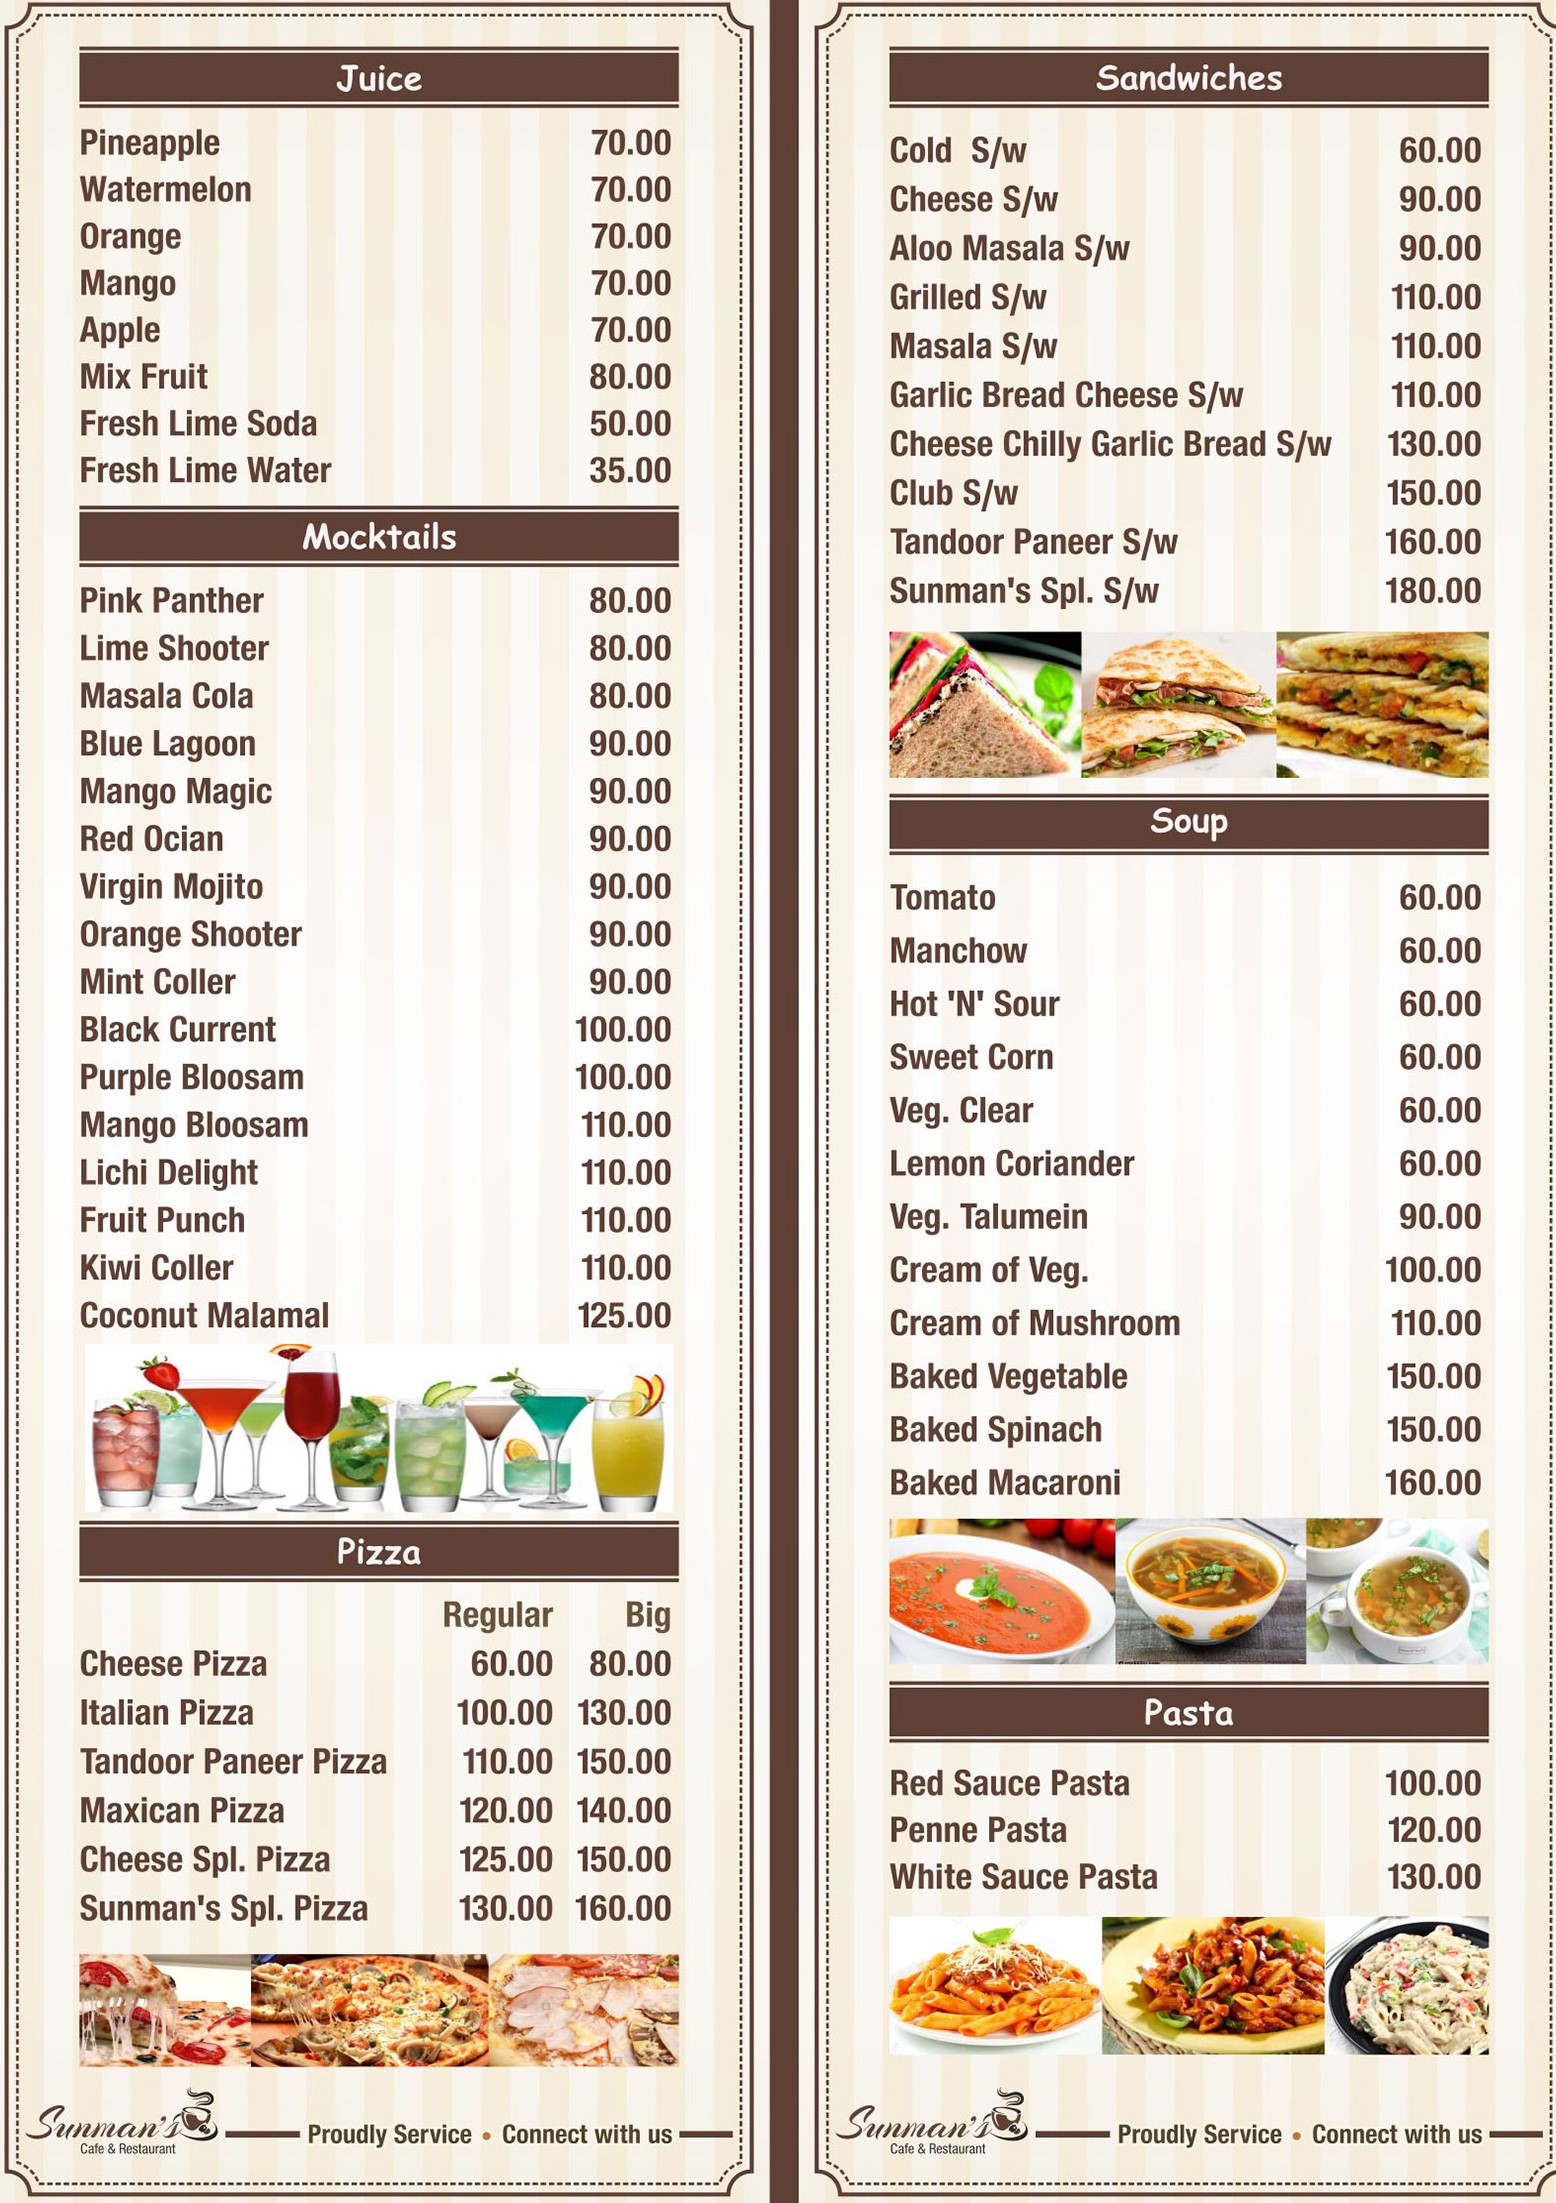 Juice
Pineapple 70.00
Watermelon 70.00
Orange 70.00
Mango 70.00
Apple 70.00
Mix Fruit 80.00
Fresh Lime Soda 50.00
Fresh Lime Water 35.00
Mocktails
Pink Panther 80.00
Lime Shooter 80.00
Masala Cola 80.00
Blue Lagoon 90.00
Mango Magic 90.00
Red Ocian 90.00
Virgin Mojito 90.00
Orange Shooter 90.00
Mint Coller 90.00
Black Current 100.00
Purple Bloosam 100.00
Mango Bloosam 110.00
Lichi Delight 110.00
Fruit Punch 110.00
Kiwi Coller 110.00
Coconut Malamal 125.00
Pizza
Regular Big
Cheese Pizza 60.00 80.00
Italian Pizza 100.00 130.00
Tandoor Paneer Pizza 110.00 150.00
Maxican Pizza 120.00 140.00
Cheese Spl. Pizza 125.00 150.00
Sunman's Spl. Pizza 130.00 160.00
Sunman's
Cafe & Restaurant
Proudly Service • Connect with us
Sandwiches
Cold S/w 60.00
Cheese S/w 90.00
Aloo Masala S/w 90.00
Grilled S/w 110.00
Masala S/w 110.00
Garlic Bread Cheese S/w 110.00
Cheese Chilly Garlic Bread S/w 130.00
Club S/w 150.00
Tandoor Paneer S/w 160.00
Sunman's Spl. S/w 180.00
Soup
Tomato 60.00
Manchow 60.00
Hot 'N' Sour 60.00
Sweet Corn 60.00
Veg. Clear 60.00
Lemon Coriander 60.00
Veg. Talumein 90.00
Cream of Veg. 100.00
Cream of Mushroom 110.00
Baked Vegetable 150.00
Baked Spinach 150.00
Baked Macaroni 160.00
Pasta
Red Sauce Pasta 100.00
Penne Pasta 120.00
White Sauce Pasta 130.00
Sunman's
Cafe & Restaurant
Proudly Service • Connect with us